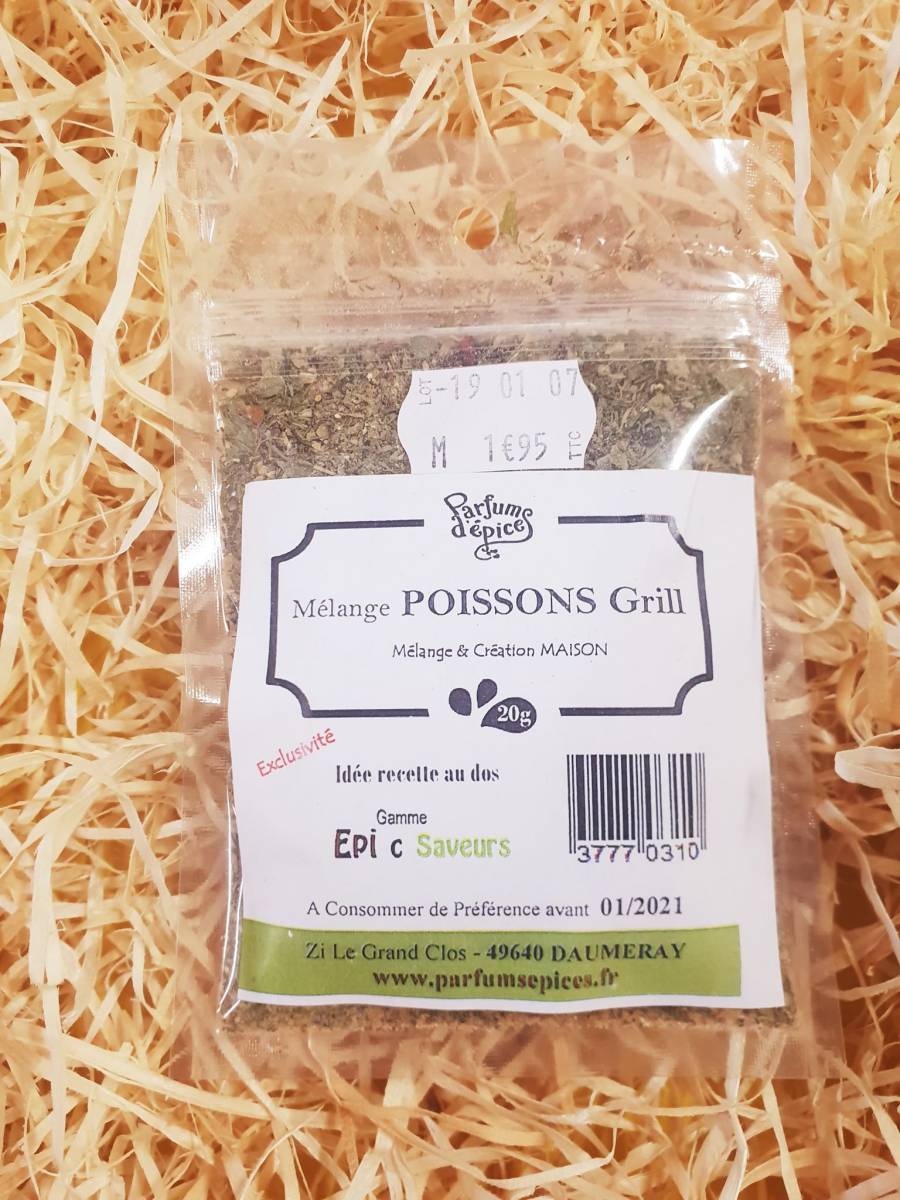 LOT -19 01 07
M 1€95 TTC
Parfums
d'épices
Mélange POISSONS Grill
Mélange & Création MAISON
20g
Exclusivité
Idée recette au dos
Gamme
Epi c Saveurs
3777 0310
A Consommer de Préférence avant 01/2021
Zi Le Grand Clos - 49640 DAUMERAY
www.parfumsepices.fr